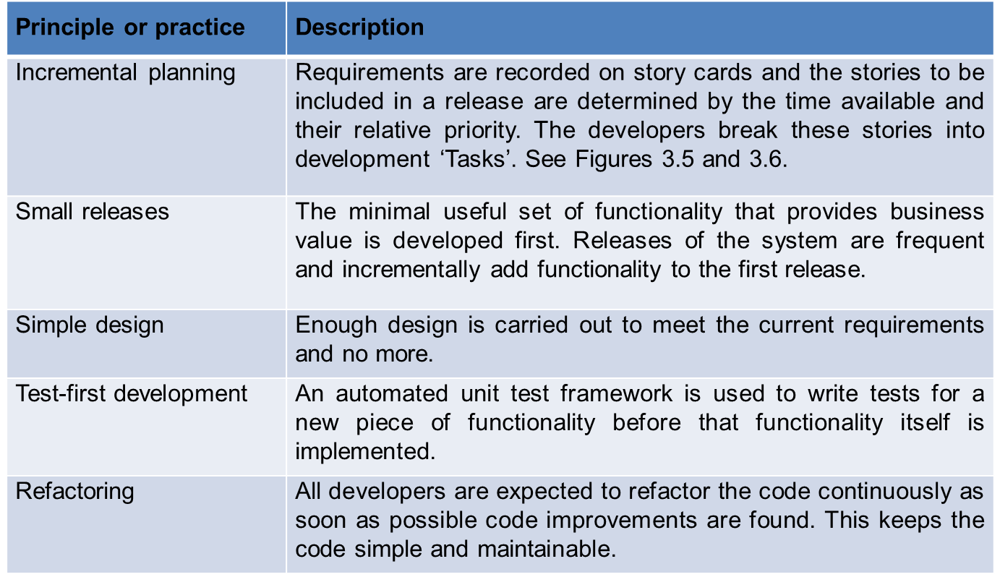 Principle or practice
Description
Incremental planning
Requirements are recorded on story cards and the stories to be
included in a release are determined by the time available and
their relative priority. The developers break these stories into
development ‘Tasks’. See Figures 3.5 and 3.6.
Small releases
The minimal useful set of functionality that provides business
value is developed first. Releases of the system are frequent
and incrementally add functionality to the first release.
Simple design
Enough design is carried out to meet the current requirements
and no more.
Test-first development
An automated unit test framework is used to write tests for a
new piece of functionality before that functionality itself is
implemented.
Refactoring
All developers are expected to refactor the code continuously as
soon as possible code improvements are found. This keeps the
code simple and maintainable.